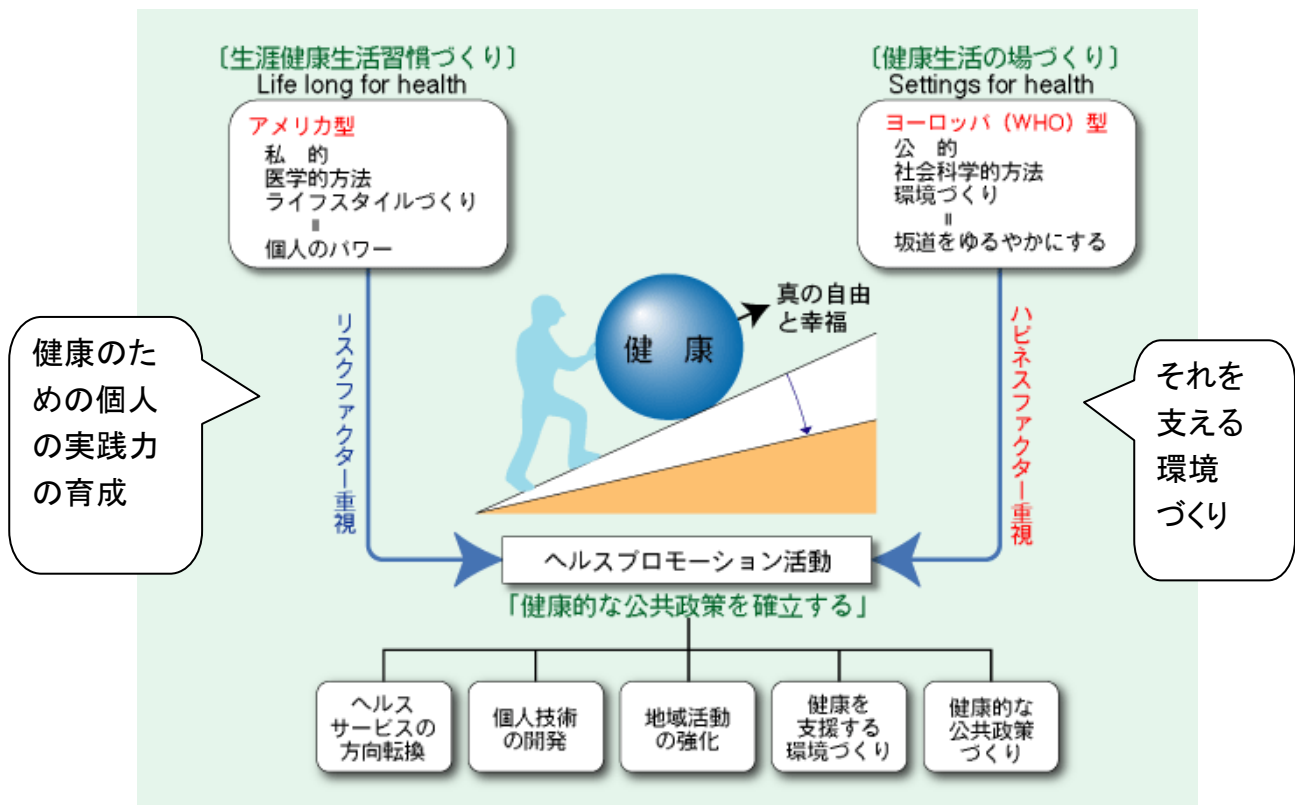 〔生涯健康生活習慣づくり〕
Life long for health
アメリカ型
私　的
医学的方法
ライフスタイルづくり
＝
個人のパワー
〔健康生活の場づくり〕
Settings for health
ヨーロッパ（WHO）型
公　的
社会科学的方法
環境づくり
＝
坂道をゆるやかにする
健康のた
めの個人
の実践力
の育成
リスクファクター重視
健　康
真の自由
と幸福
ハピネスファクター重視
それを
支える
環境
づくり
ヘルスプロモーション活動
「健康的な公共政策を確立する」
ヘルス
サービスの
方向転換
個人技術
の開発
地域活動
の強化
健康を
支援する
環境づくり
健康的な
公共政策
づくり